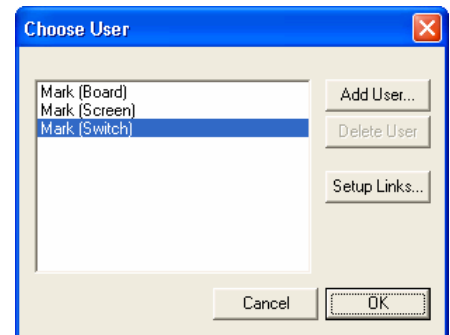 Choose User
Mark (Board)
Mark (Screen)
Mark (Switch)
Add User...
Delete User
Setup Links...
Cancel
OK